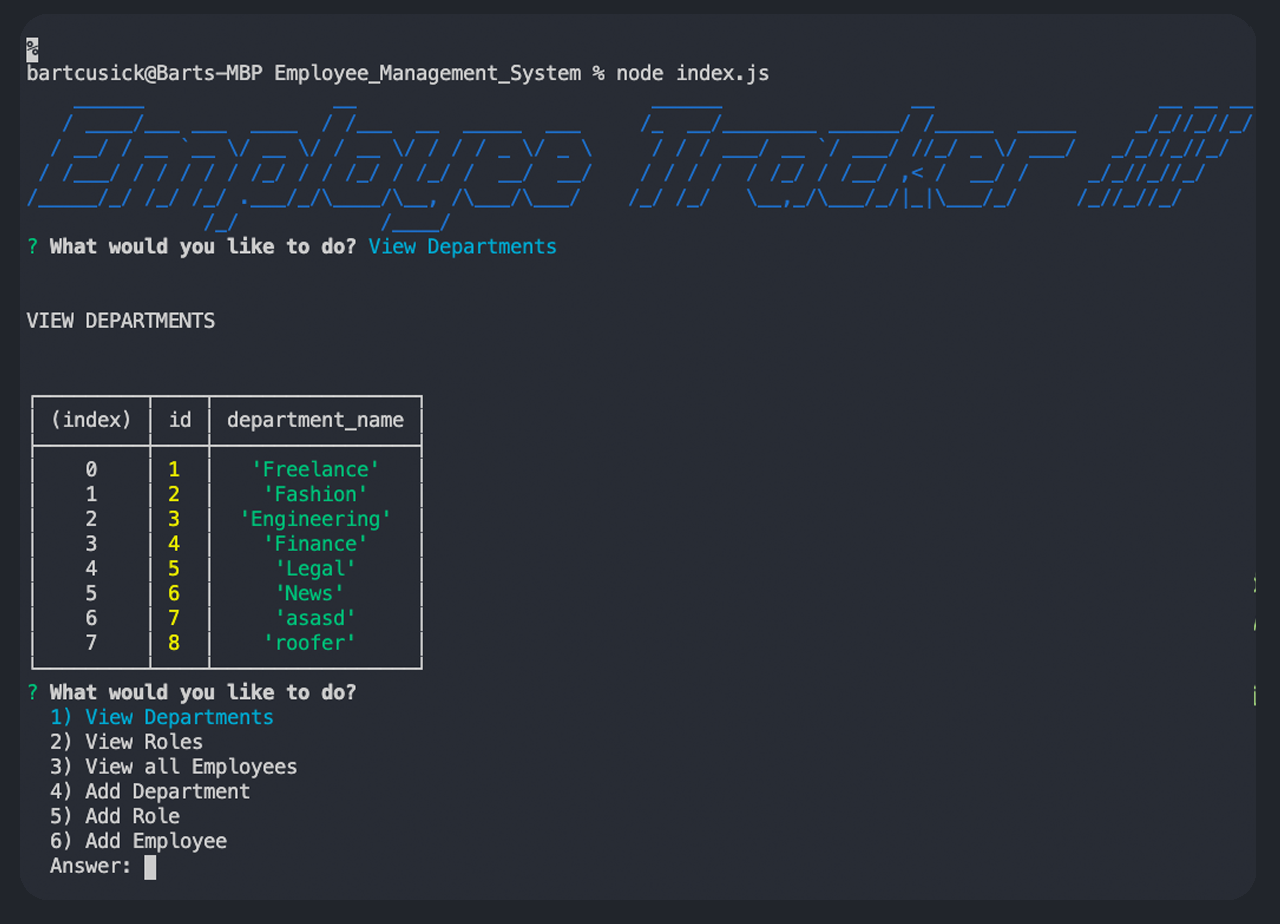 %
bartcusick@Barts-MBP Employee_Management_System % node index.js
Employee Tracker
? What would you like to do? View Departments
VIEW DEPARTMENTS
(index) id department_name
0 1 'Freelance'
1 2 'Fashion'
2 3 'Engineering'
3 4 'Finance'
4 5 'Legal'
5 6 'News'
6 7 'asasd'
7 8 'roofer'
? What would you like to do?
1) View Departments
2) View Roles
3) View all Employees
4) Add Department
5) Add Role
6) Add Employee
Answer: